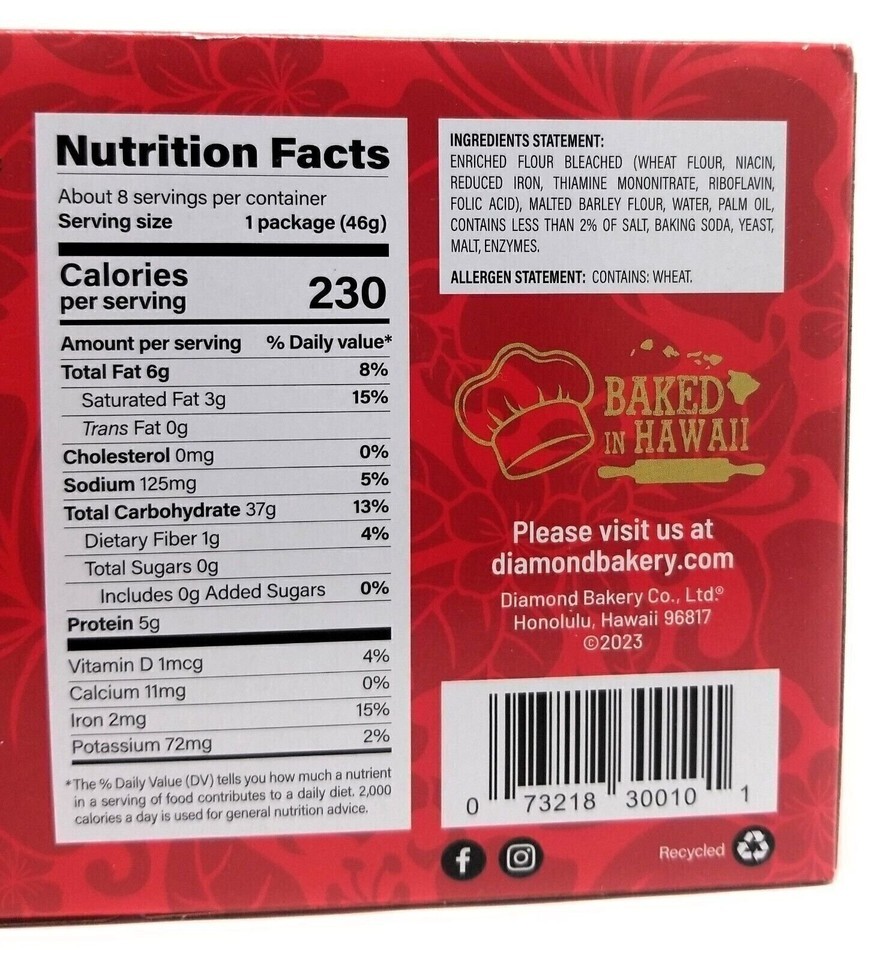 Nutrition Facts
About 8 servings per container
Serving size 1 package (46g)
Calories
per serving 230
Amount per serving % Daily value*
Total Fat 6g 8%
Saturated Fat 3g 15%
Trans Fat 0g
Cholesterol 0mg 0%
Sodium 125mg 5%
Total Carbohydrate 37g 13%
Dietary Fiber 1g 4%
Total Sugars 0g
Includes 0g Added Sugars 0%
Protein 5g
Vitamin D 1mcg 4%
Calcium 11mg 0%
Iron 2mg 15%
Potassium 72mg 2%
*The % Daily Value (DV) tells you how much a nutrient
in a serving of food contributes to a daily diet. 2,000
calories a day is used for general nutrition advice.
INGREDIENTS STATEMENT:
ENRICHED FLOUR BLEACHED (WHEAT FLOUR, NIACIN,
REDUCED IRON, THIAMINE MONONITRATE, RIBOFLAVIN,
FOLIC ACID), MALTED BARLEY FLOUR, WATER, PALM OIL,
CONTAINS LESS THAN 2% OF SALT, BAKING SODA, YEAST,
MALT, ENZYMES.
ALLERGEN STATEMENT: CONTAINS: WHEAT.
BAKED
IN HAWAII
Please visit us at
diamondbakery.com
Diamond Bakery Co., Ltd.®
Honolulu, Hawaii 96817
©2023
0 73218 30010 1
Recycled